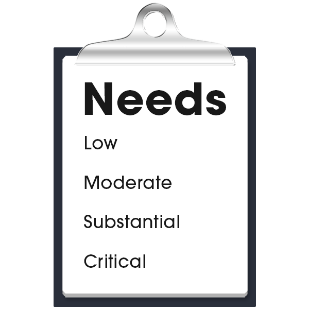 Needs
Low
Moderate
Substantial
Critical